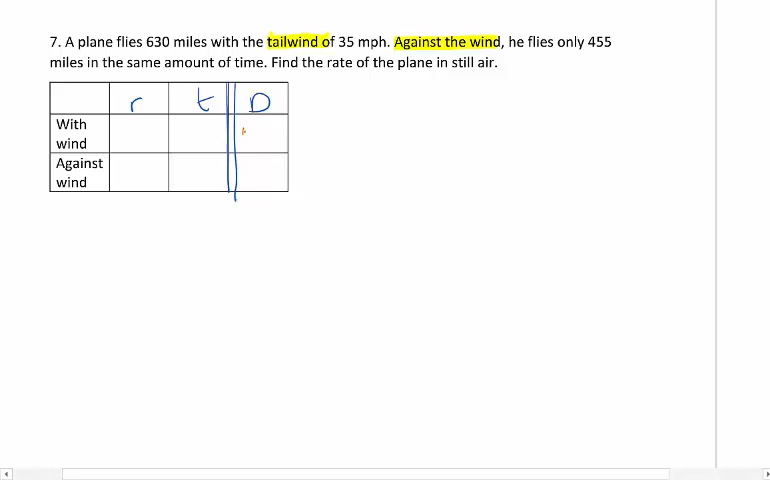 7. A plane flies 630 miles with the tailwind of 35 mph. Against the wind, he flies only 455
miles in the same amount of time. Find the rate of the plane in still air.
r t D
With
wind
Against
wind